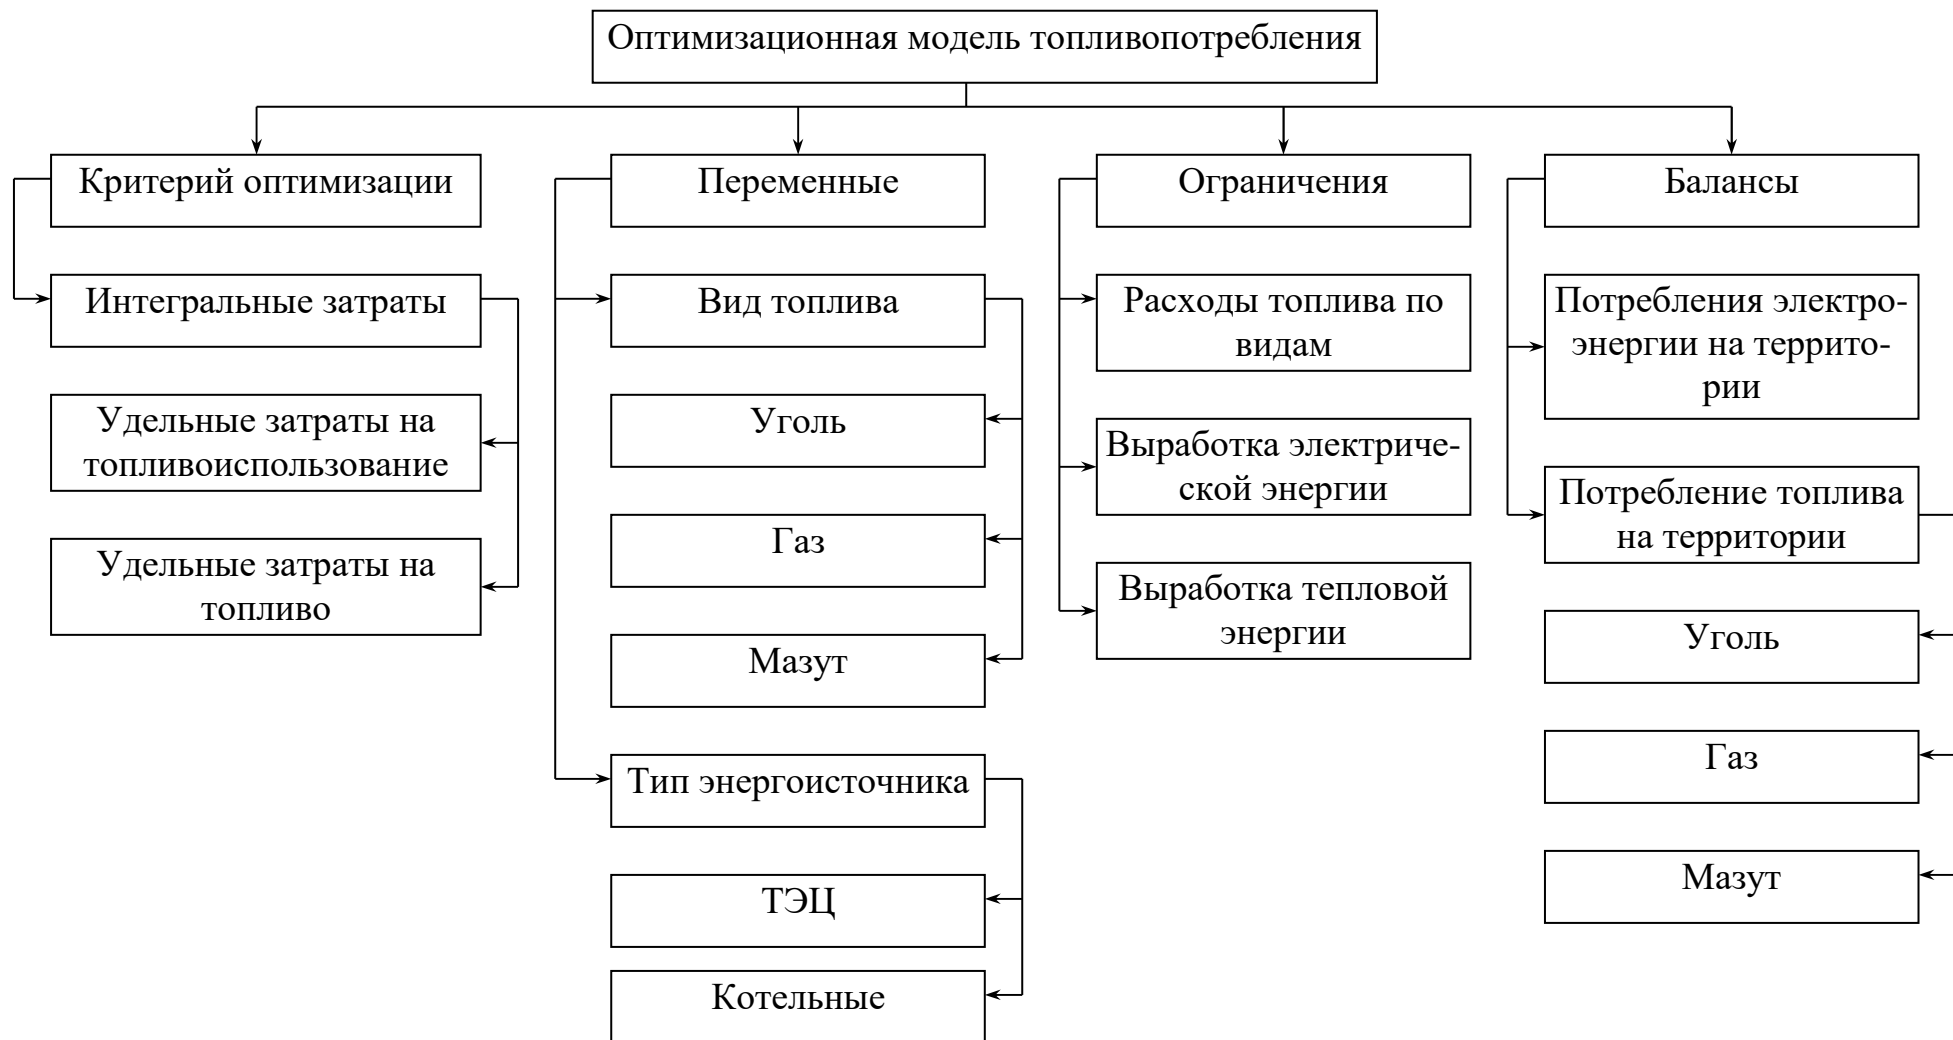 Оптимизационная модель топливопотребления
Критерий оптимизации
Интегральные затраты
Удельные затраты на
топливоиспользование
Удельные затраты на
топливо
Переменные
Вид топлива
Уголь
Газ
Мазут
Тип энергоисточника
ТЭЦ
Котельные
Ограничения
Расходы топлива по
видам
Выработка электриче-
ской энергии
Выработка тепловой
энергии
Балансы
Потребления электро-
энергии на террито-
рии
Потребление топлива
на территории
Уголь
Газ
Мазут